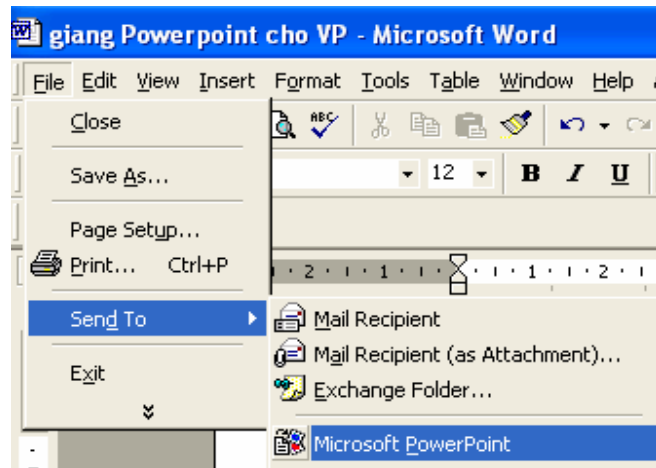 giang Powerpoint cho VP - Microsoft Word
File Edit View Insert Format Tools Table Window Help
Close
ABC
Save As...
12 B I U
Page Setup...
Print... Ctrl+P
2 1 1 2
Send To
Mail Recipient
Mail Recipient (as Attachment)...
Exit
Exchange Folder...
Microsoft PowerPoint